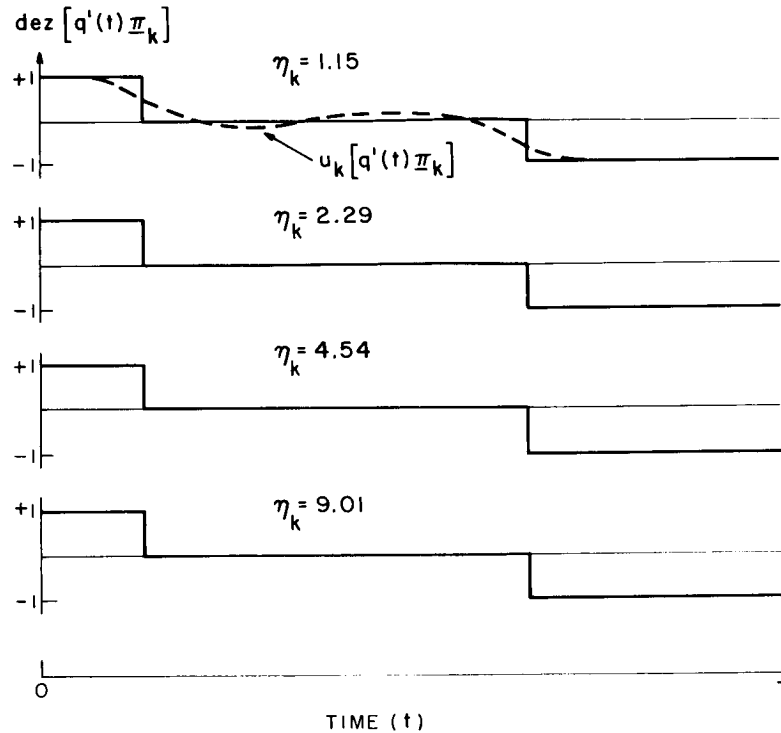 dez [q'(t) π_k]
η_k = 1.15
+1
-1
u_k [q'(t) π_k]
η_k = 2.29
+1
-1
η_k = 4.54
+1
-1
η_k = 9.01
+1
-1
0
TIME (t)